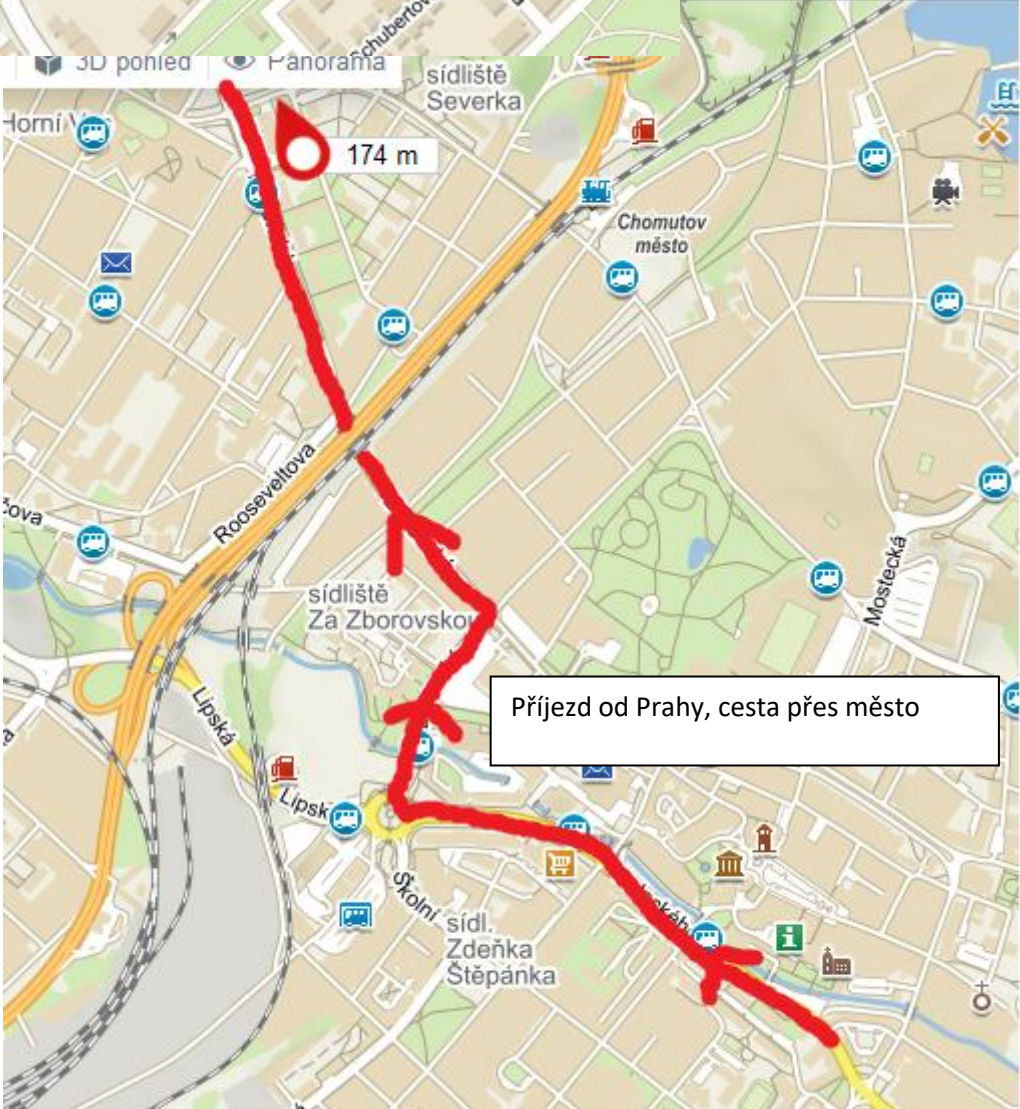 3D pohled Panorama
sídliště
Severka
Horní
174 m
Chomutov
město
Rooseveltova
sídliště
Za Zborovskou
Mostecká
Příjezd od Prahy, cesta přes město
Lipská
Lipsk
Školní
sídl.
Zdeňka
Štěpánka